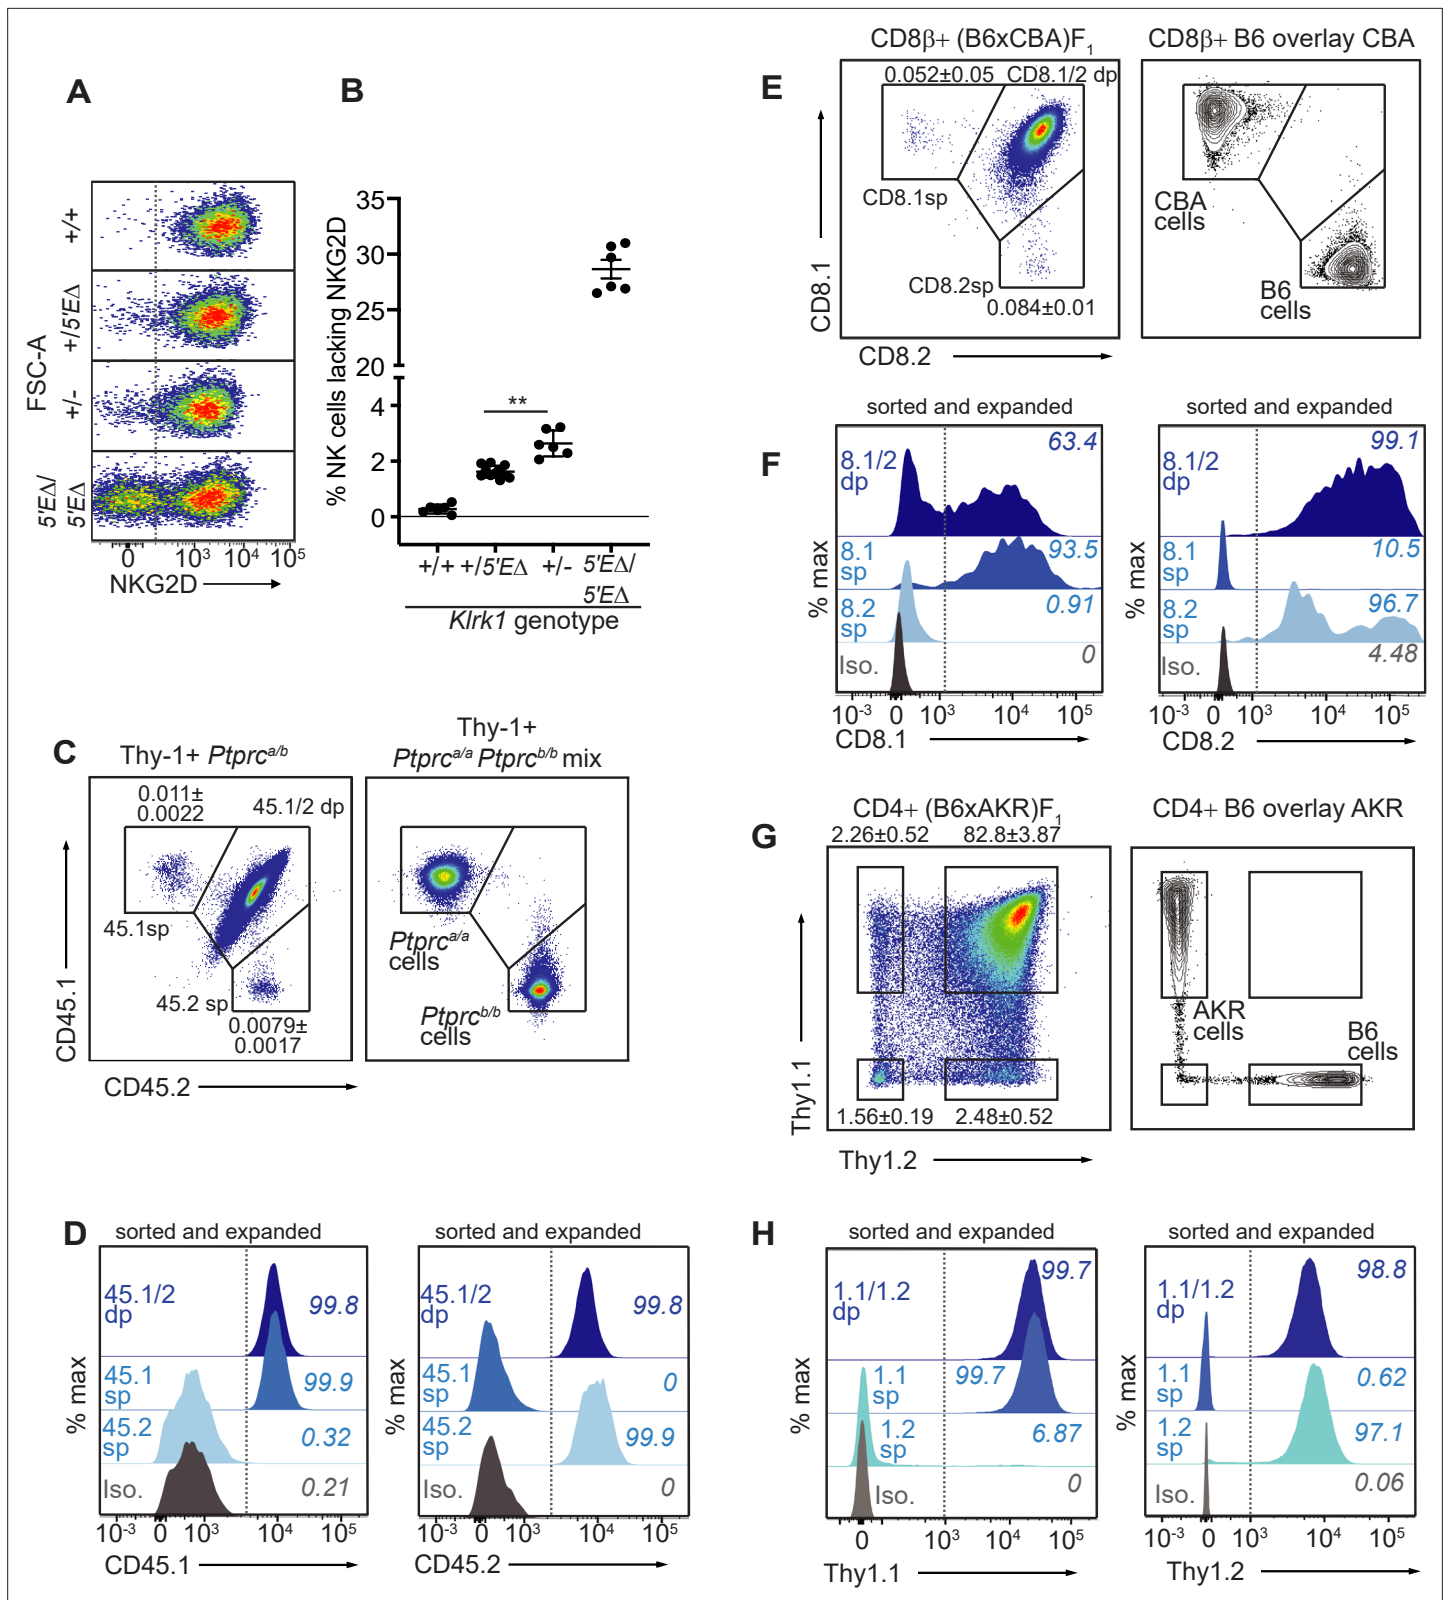 A
+/+
+/5'EΔ
+/-
5'EΔ/
5'EΔ
FSC-A
0 10³ 10⁴ 10⁵
NKG2D
B
% NK cells lacking NKG2D
35
30
25
20
4
2
0
**
+/+ +/5'EΔ +/- 5'EΔ/
5'EΔ
Klrk1 genotype
C
Thy-1+ Ptprcᵃ/ᵇ
0.011±
0.0022
45.1/2 dp
45.1sp
45.2 sp
0.0079±
0.0017
CD45.1
CD45.2
Thy-1+
Ptprcᵃ/ᵃ Ptprcᵇ/ᵇ mix
Ptprcᵃ/ᵃ
cells
Ptprcᵇ/ᵇ
cells
D
sorted and expanded
% max
45.1/2
dp
99.8
45.1
sp
99.9
45.2
sp
0.32
Iso.
0.21
10⁻³ 0 10³ 10⁴ 10⁵
CD45.1
sorted and expanded
% max
45.1/2
dp
99.8
45.1
sp
0
45.2
sp
99.9
Iso.
0
10⁻³ 0 10³ 10⁴ 10⁵
CD45.2
E
CD8β+ (B6xCBA)F₁
0.052±0.05 CD8.1/2 dp
CD8.1sp
CD8.2sp
0.084±0.01
CD8.1
CD8.2
CD8β+ B6 overlay CBA
CBA
cells
B6
cells
F
sorted and expanded
% max
8.1/2
dp
63.4
8.1
sp
93.5
8.2
sp
0.91
Iso.
0
10⁻³ 0 10³ 10⁴ 10⁵
CD8.1
sorted and expanded
% max
8.1/2
dp
99.1
8.1
sp
10.5
8.2
sp
96.7
Iso.
4.48
10⁻³ 0 10³ 10⁴ 10⁵
CD8.2
G
CD4+ (B6xAKR)F₁
2.26±0.52 82.8±3.87
1.56±0.19 2.48±0.52
Thy1.1
Thy1.2
CD4+ B6 overlay AKR
AKR
cells
B6
cells
H
sorted and expanded
% max
1.1/1.2
dp
99.7
1.1
sp
99.7
1.2
sp
6.87
Iso.
0
0 10³ 10⁴ 10⁵
Thy1.1
sorted and expanded
% max
1.1/1.2
dp
98.8
1.1
sp
0.62
1.2
sp
97.1
Iso.
0.06
10⁻³ 0 10³ 10⁴ 10⁵
Thy1.2